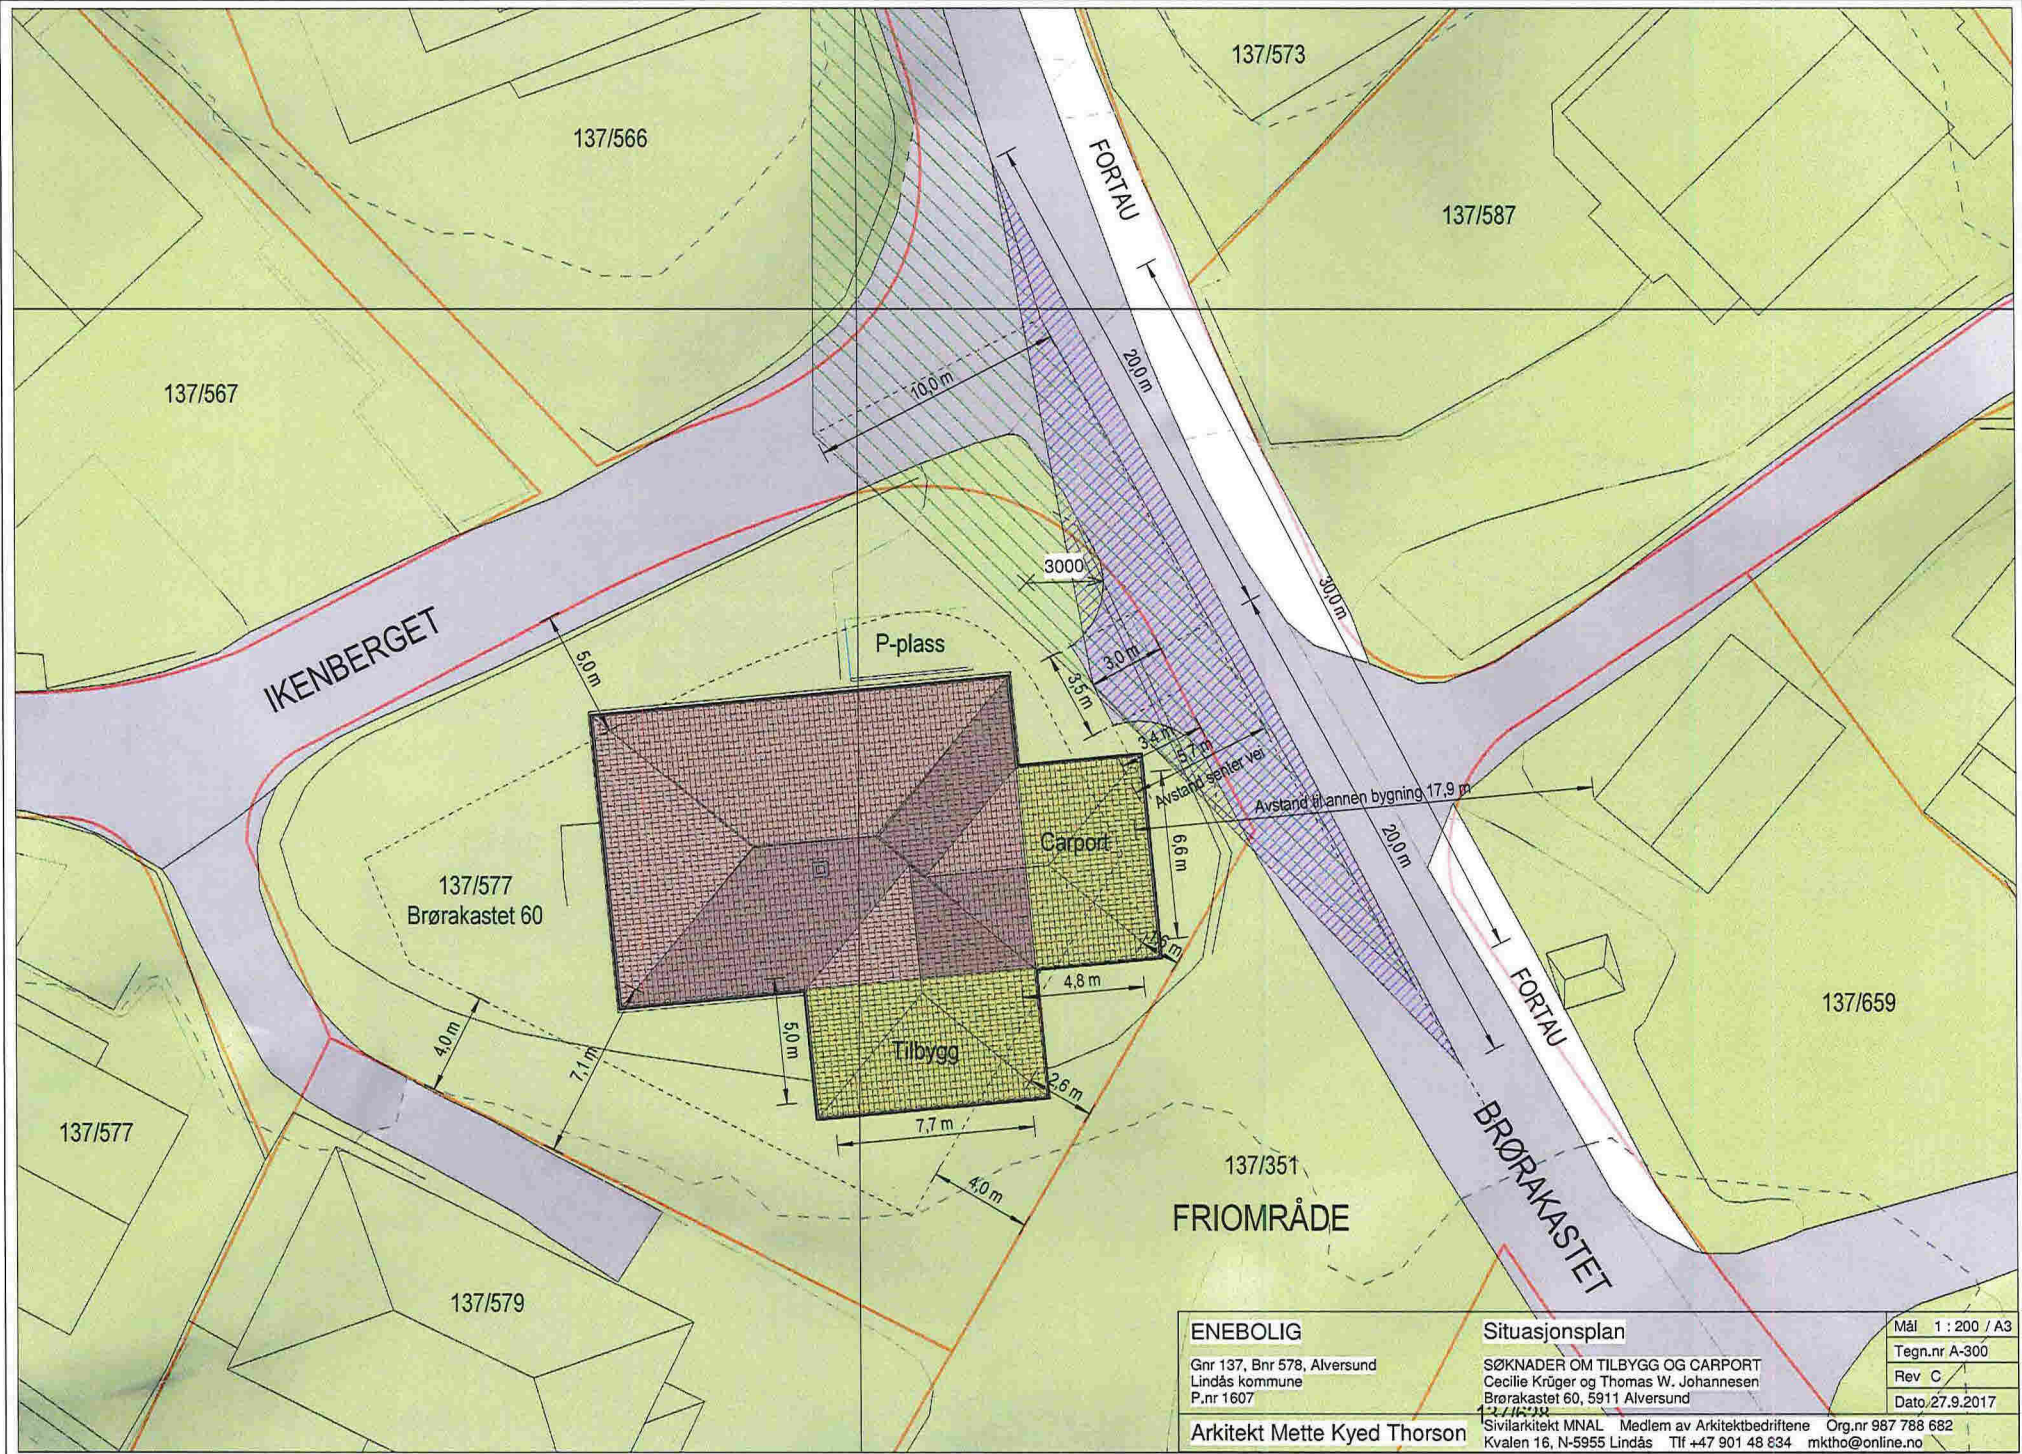 137/573
137/566
FORTAU
137/587
137/567
20,0 m
10,0 m
3000
30,0 m
IKENBERGET
P-plass
5,0 m
3,0 m
3,5 m
3,4 m
5,7 m
Avstand senter vei
Avstand til annen bygning 17,9 m
20,0 m
Carport
6,6 m
137/577
Brørakastet 60
1,6 m
4,8 m
FORTAU
137/659
4,0 m
7,1 m
5,0 m
Tilbygg
2,6 m
7,7 m
137/577
137/351
FRIOMRÅDE
4,0 m
BRØRAKASTET
137/579
ENEBOLIG
Gnr 137, Bnr 578, Alversund
Lindås kommune
P.nr 1607
Arkitekt Mette Kyed Thorson
Situasjonsplan
SØKNADER OM TILBYGG OG CARPORT
Cecilie Krüger og Thomas W. Johannesen
Brørakastet 60, 5911 Alversund
Sivilarkitekt MNAL Medlem av Arkitektbedriftene Org.nr 987 788 682
Kvalen 16, N-5955 Lindås Tlf +47 901 48 834 mktho@online.no
Mål 1 : 200 / A3
Tegn.nr A-300
Rev C
Dato 27.9.2017